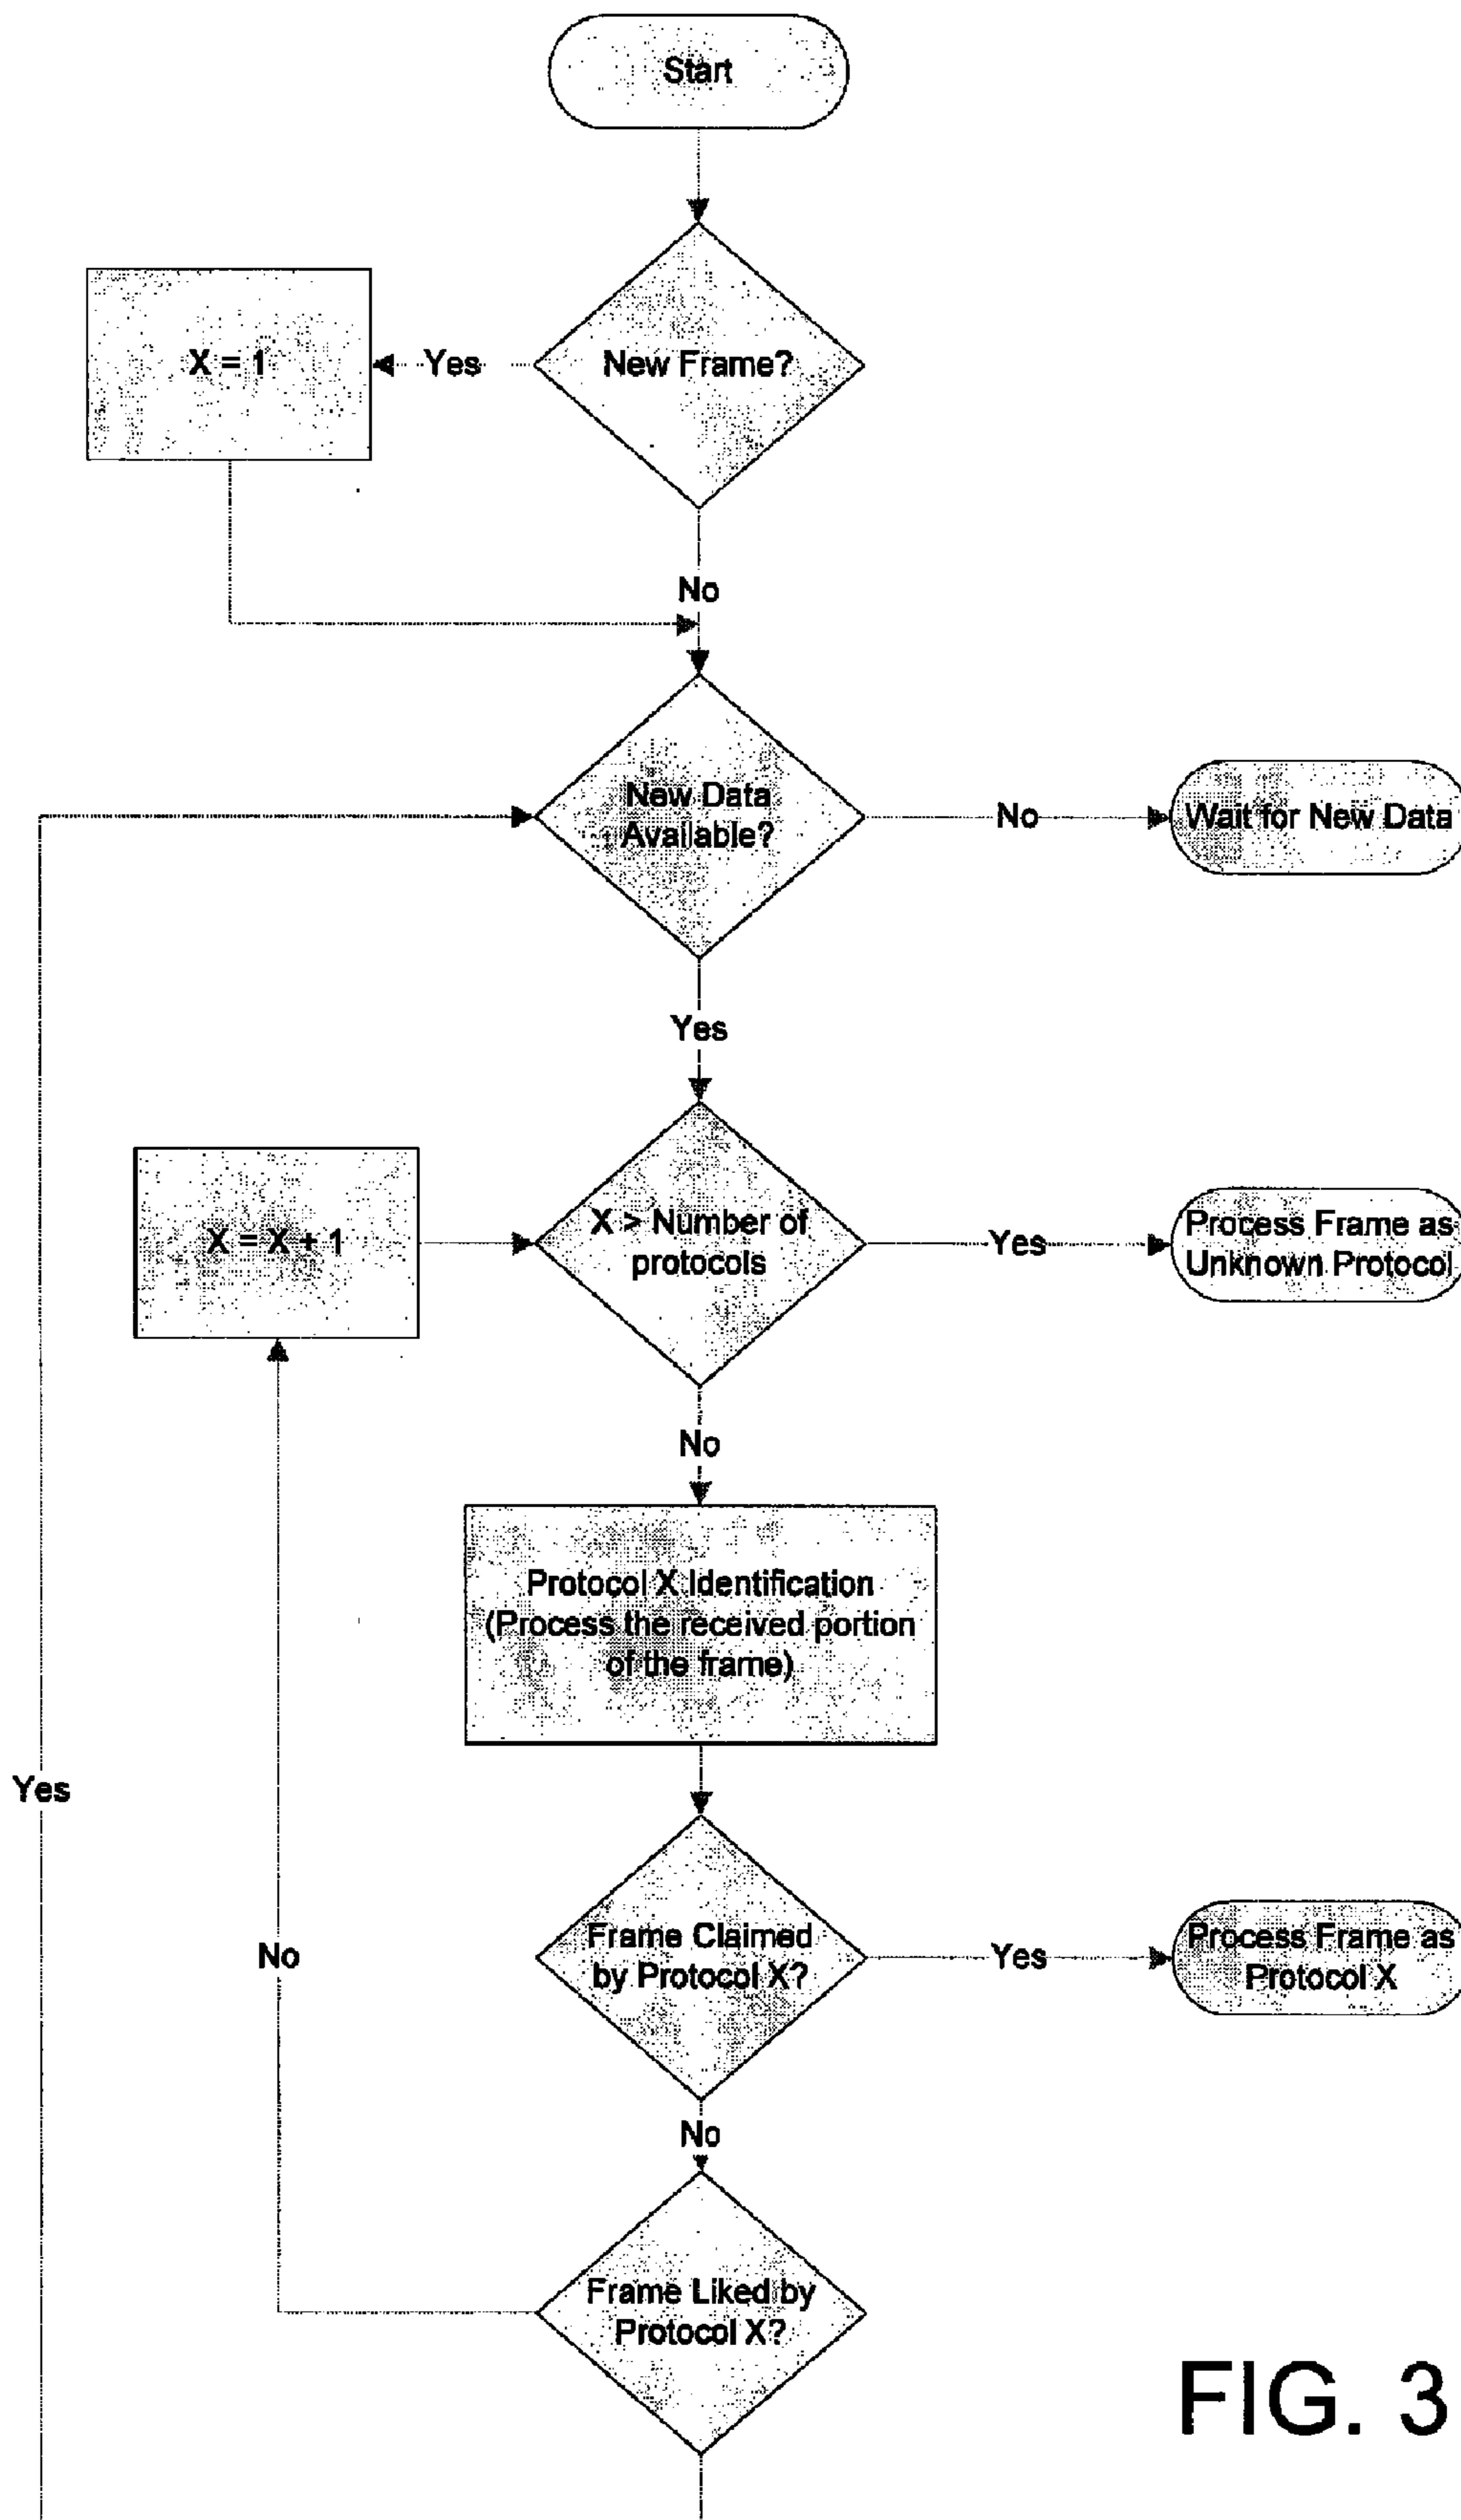 Start
New Frame?
Yes
X = 1
No
New Data
Available?
No
Wait for New Data
Yes
X > Number of
protocols
X = X + 1
Yes
Process Frame as
Unknown Protocol
No
Protocol X Identification
(Process the received portion
of the frame)
Yes
Frame Claimed
by Protocol X?
Yes
Process Frame as
Protocol X
No
No
Frame Liked by
Protocol X?
FIG. 3